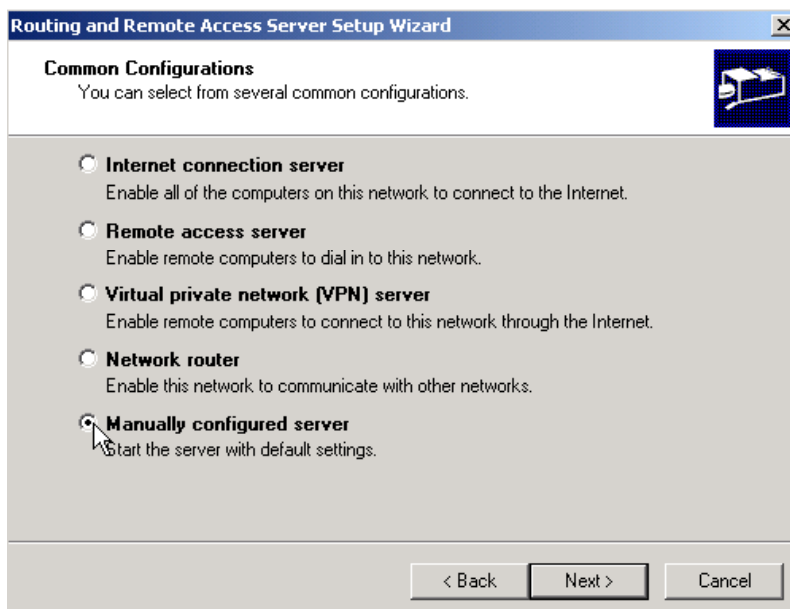 Routing and Remote Access Server Setup Wizard
Common Configurations
You can select from several common configurations.
Internet connection server
Enable all of the computers on this network to connect to the Internet.
Remote access server
Enable remote computers to dial in to this network.
Virtual private network (VPN) server
Enable remote computers to connect to this network through the Internet.
Network router
Enable this network to communicate with other networks.
Manually configured server
Start the server with default settings.
< Back
Next >
Cancel